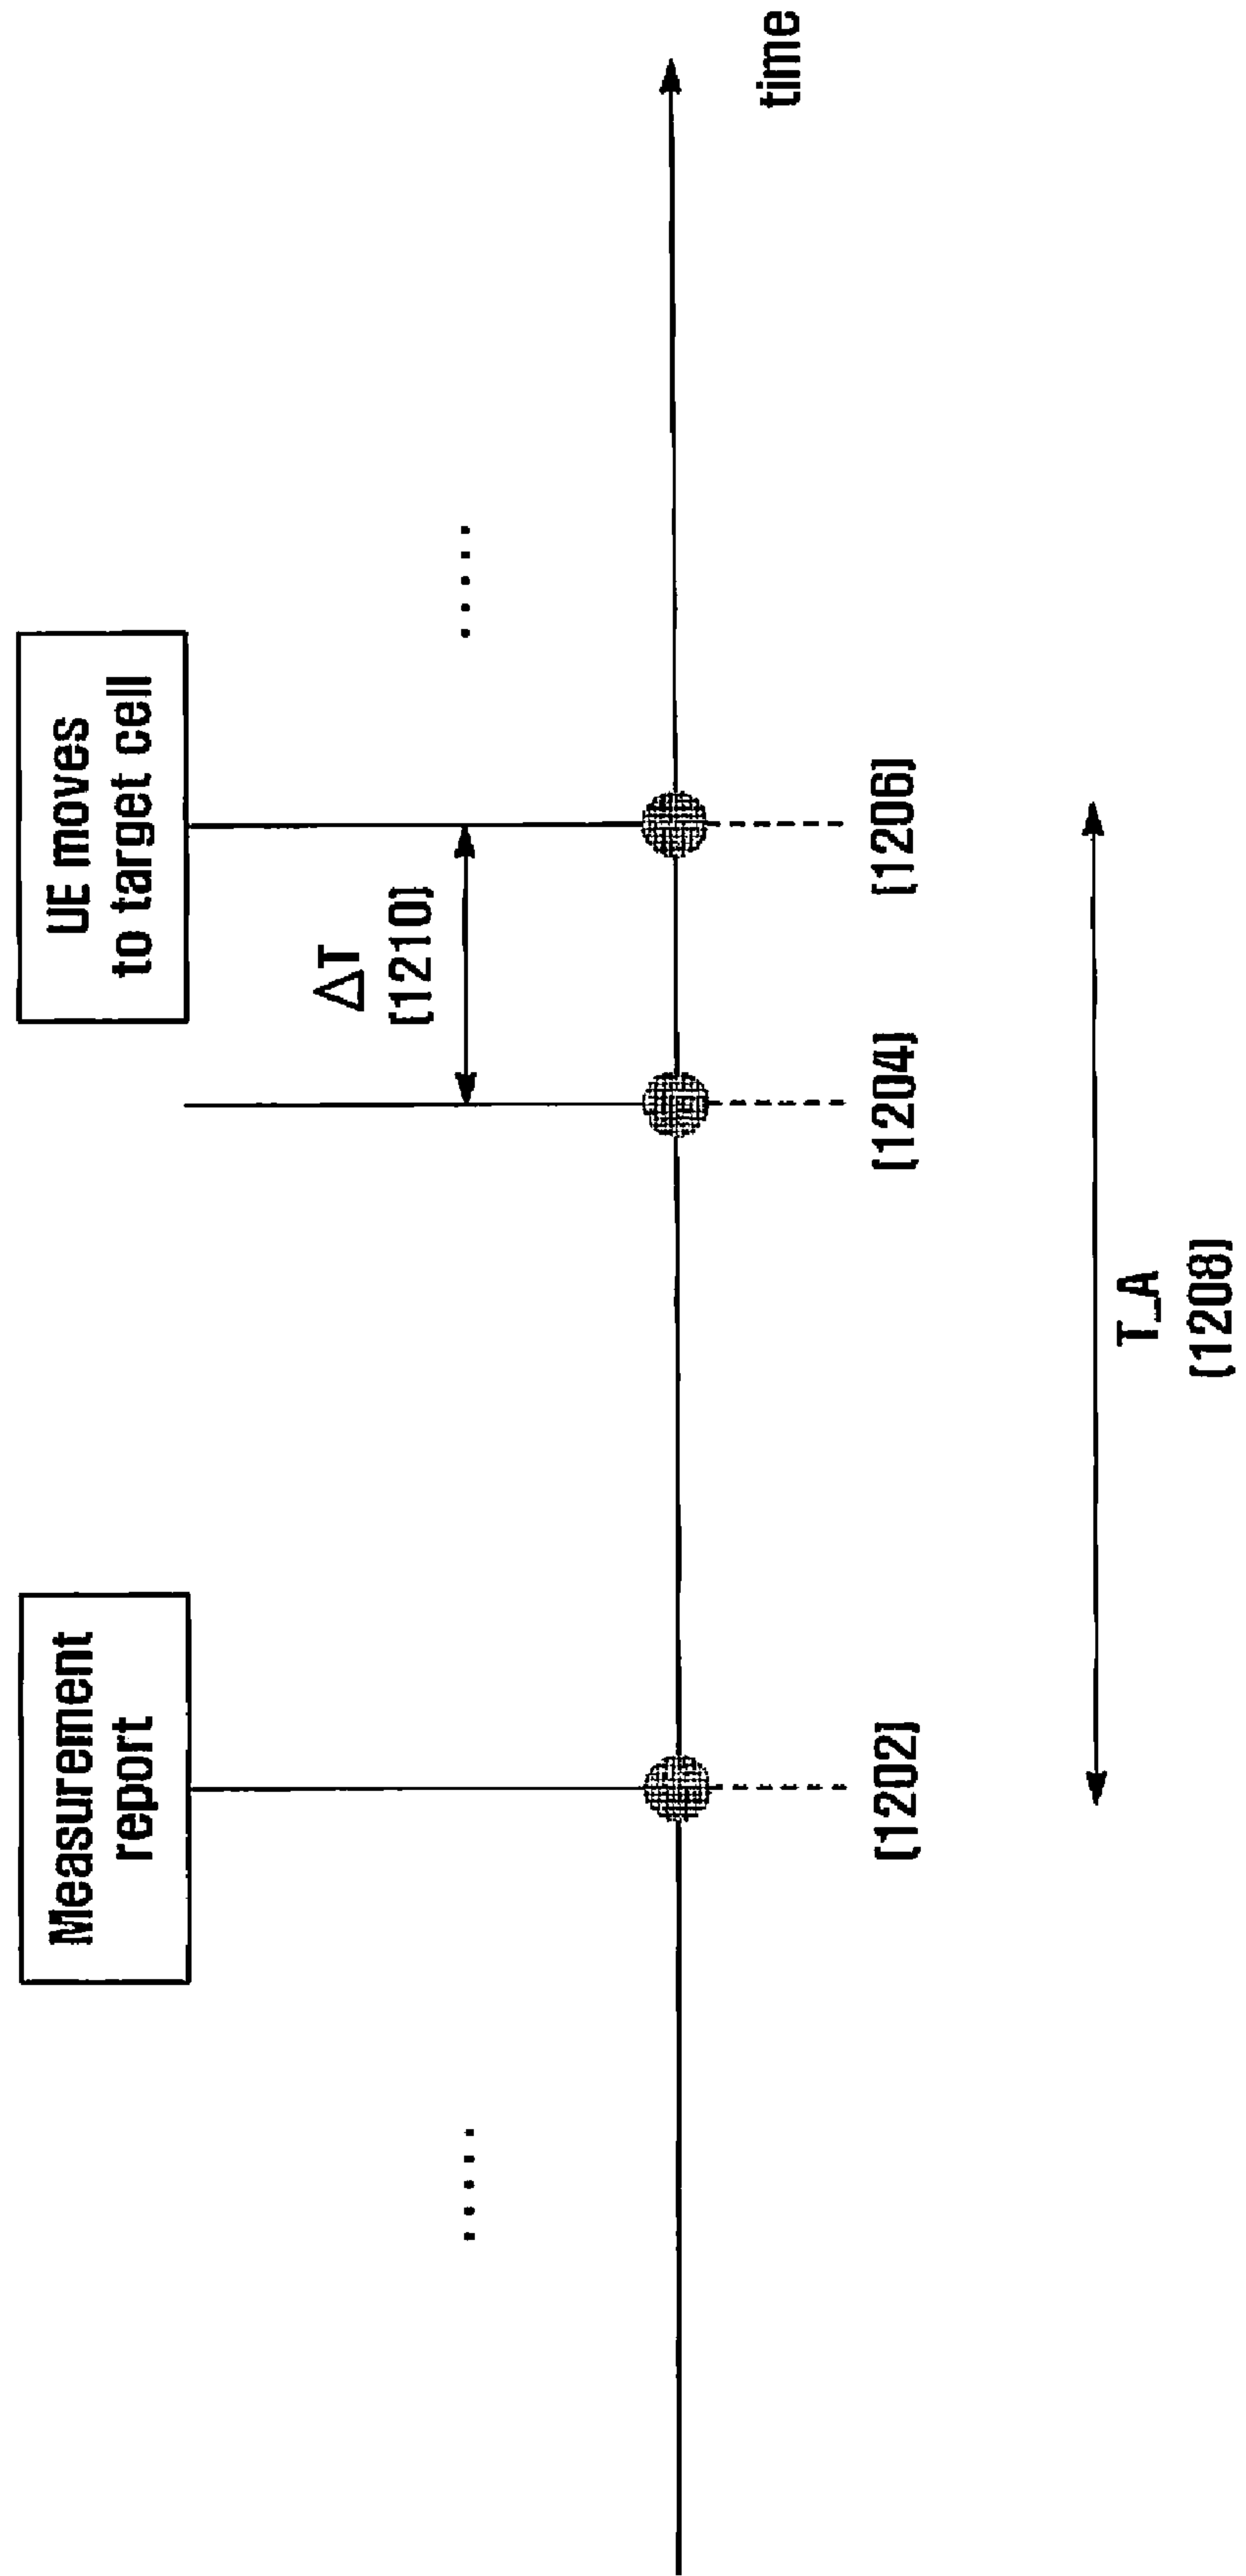 Measurement
report
UE moves
to target cell
.....
ΔT
[1210]
.....
time
[1202]
[1204]
[1206]
T_A
[1208]